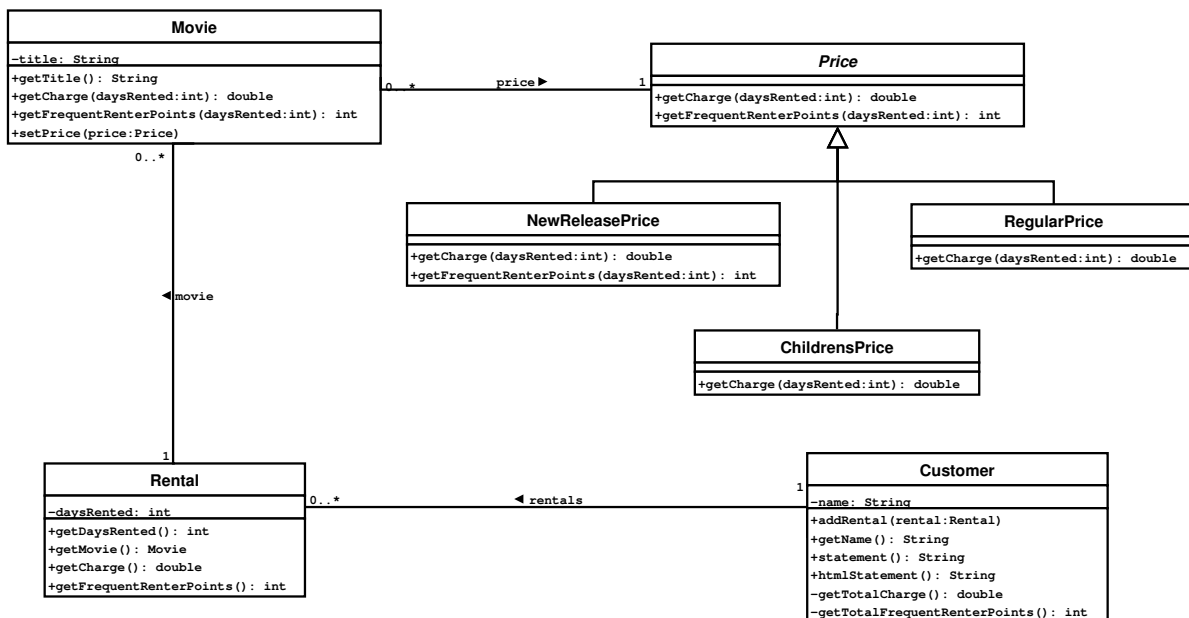 Movie
-title: String
+getTitle(): String
+getCharge(daysRented:int): double
+getFrequentRenterPoints(daysRented:int): int
+setPrice(price:Price)
0..*
price ►
1
Price
+getCharge(daysRented:int): double
+getFrequentRenterPoints(daysRented:int): int
0..*
NewReleasePrice
+getCharge(daysRented:int): double
+getFrequentRenterPoints(daysRented:int): int
RegularPrice
+getCharge(daysRented:int): double
◄ movie
ChildrensPrice
+getCharge(daysRented:int): double
1
Rental
-daysRented: int
+getDaysRented(): int
+getMovie(): Movie
+getCharge(): double
+getFrequentRenterPoints(): int
0..*
◄ rentals
1
Customer
-name: String
+addRental(rental:Rental)
+getName(): String
+statement(): String
+htmlStatement(): String
-getTotalCharge(): double
-getTotalFrequentRenterPoints(): int